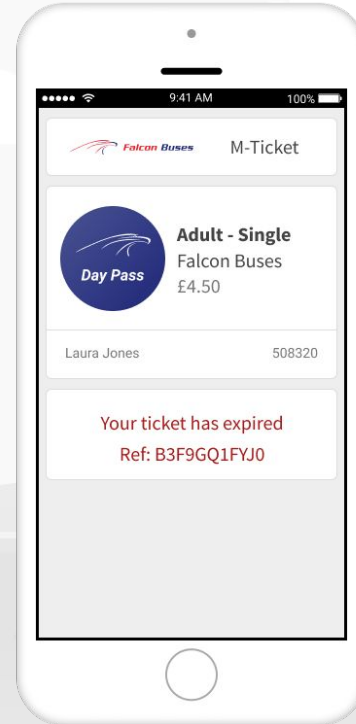 9:41 AM
100%
Falcon Buses
M-Ticket
Day Pass
Adult - Single
Falcon Buses
£4.50
Laura Jones
508320
Your ticket has expired
Ref: B3F9GQ1FYJ0